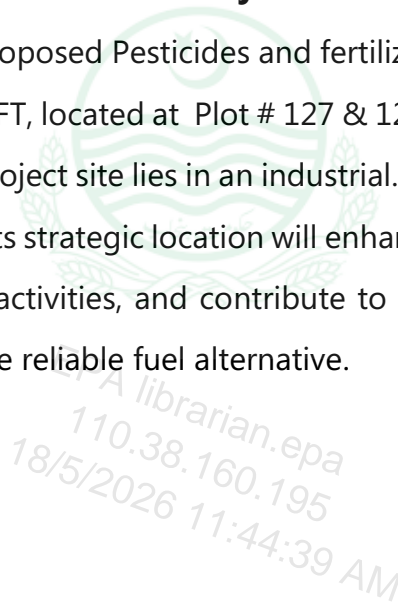 oposed Pesticides and fertiliz
FT, located at Plot # 127 & 12
oject site lies in an industrial.
ts strategic location will enhan
activities, and contribute to
e reliable fuel alternative.
EPA librarian.epa
110.38.160.195
18/5/2026 11:44:39 AM